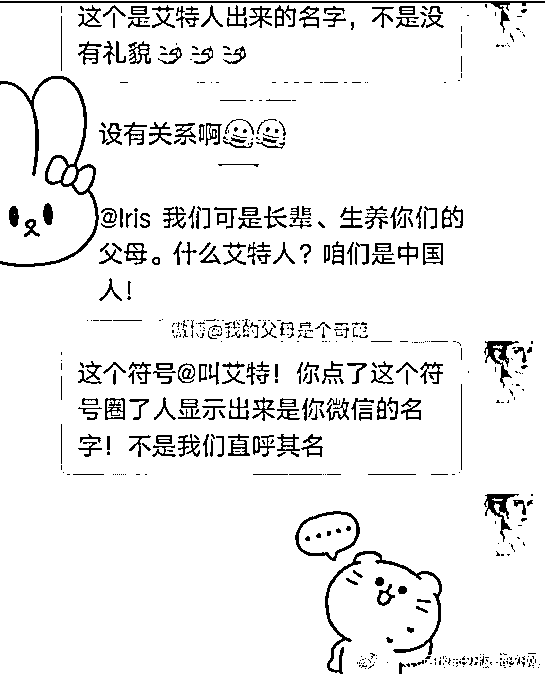 这个是艾特人出来的名字，不是没
有礼貌
设有关系啊
@Iris 我们可是长辈、生养你们的
父母。什么艾特人？咱们是中国
人！
微博@我的父母是个奇葩
这个符号@叫艾特！你点了这个符
号圈了人显示出来是你微信的名
字！不是我们直呼其名